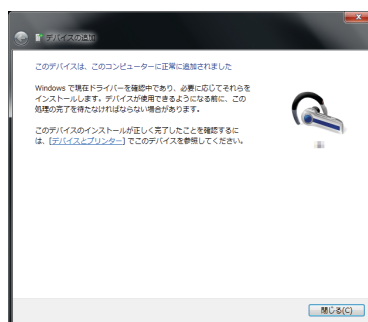 デバイスの追加
このデバイスは、このコンピューターに正常に追加されました
Windows で現在ドライバーを確認中であり、必要に応じてそれらを
インストールします。デバイスが使用できるようになる前に、この
処理の完了を待たなければならない場合があります。
このデバイスのインストールが正しく完了したことを確認するに
は、[デバイスとプリンター] でこのデバイスを参照してください。
閉じる(C)